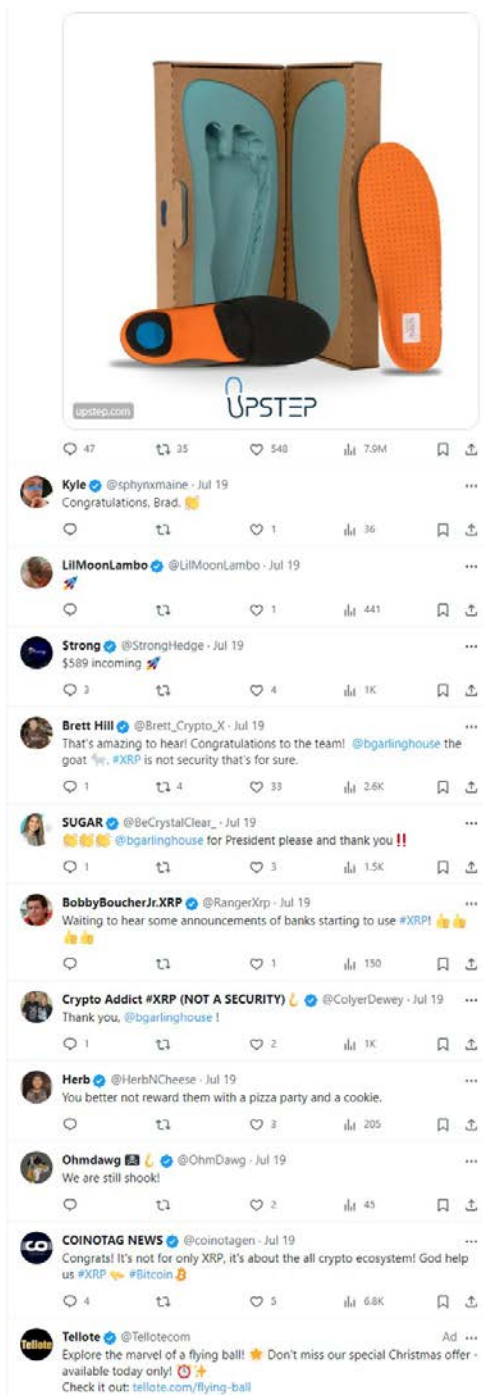 upstep.com
UPSTEP
47 35 548 7.9M
Kyle @sphynxmaine · Jul 19
Congratulations, Brad. 👏
1 36
LilMoonLambo @LilMoonLambo · Jul 19
🚀
1 441
$trong @StrongHedge · Jul 19
$589 incoming 🚀
3 4 1K
Brett Hill @Brett_Crypto_X · Jul 19
That's amazing to hear! Congratulations to the team! @bgarlinghouse the
goat 🐐. #XRP is not security that's for sure.
1 4 33 2.6K
SUGAR @BeCrystalClear_ · Jul 19
👏👏👏 @bgarlinghouse for President please and thank you ‼️
1 3 1.5K
BobbyBoucherJr.XRP @RangerXrp · Jul 19
Waiting to hear some announcements of banks starting to use #XRP! 👍👍
👍👍
1 150
Crypto Addict #XRP (NOT A SECURITY)🪝 @ColyerDewey · Jul 19
Thank you, @bgarlinghouse !
1 2 1K
Herb @HerbNCheese · Jul 19
You better not reward them with a pizza party and a cookie.
3 205
Ohmdawg 🏴‍☠️🪝 @OhmDawg · Jul 19
We are still shook!
2 45
COINOTAG NEWS @coinotagen · Jul 19
Congrats! It's not for only XRP, it's about the all crypto ecosystem! God help
us #XRP #Bitcoin
4 5 6.8K
Tellote @Tellotecom Ad
Explore the marvel of a flying ball! 🌟 Don't miss our special Christmas offer -
available today only! ⏰✨
Check it out: tellote.com/flying-ball